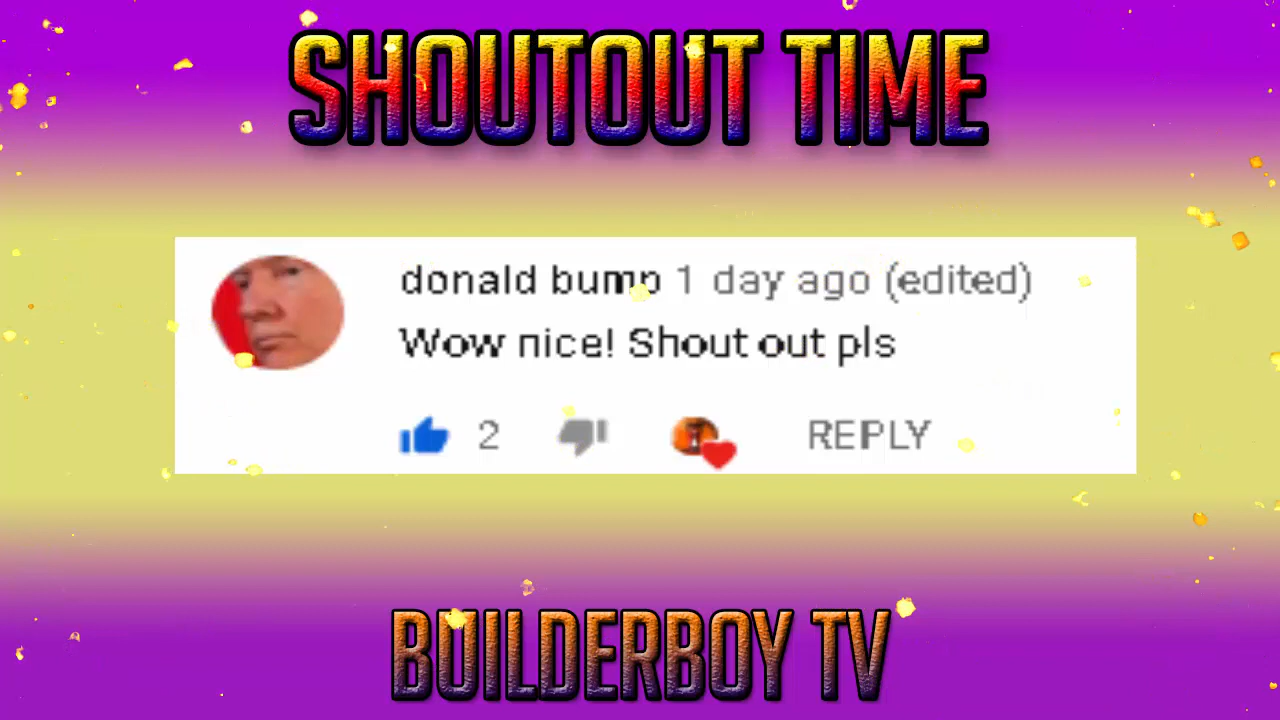 SHOUTOUT TIME
donald bump 1 day ago (edited)
Wow nice! Shout out pls
2 REPLY
BUILDERBOY TV